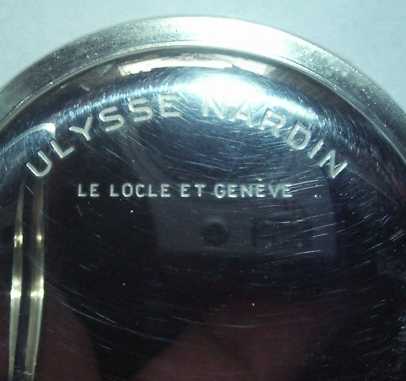 ULYSSE NARDIN
LE LOCLE ET GENÈVE